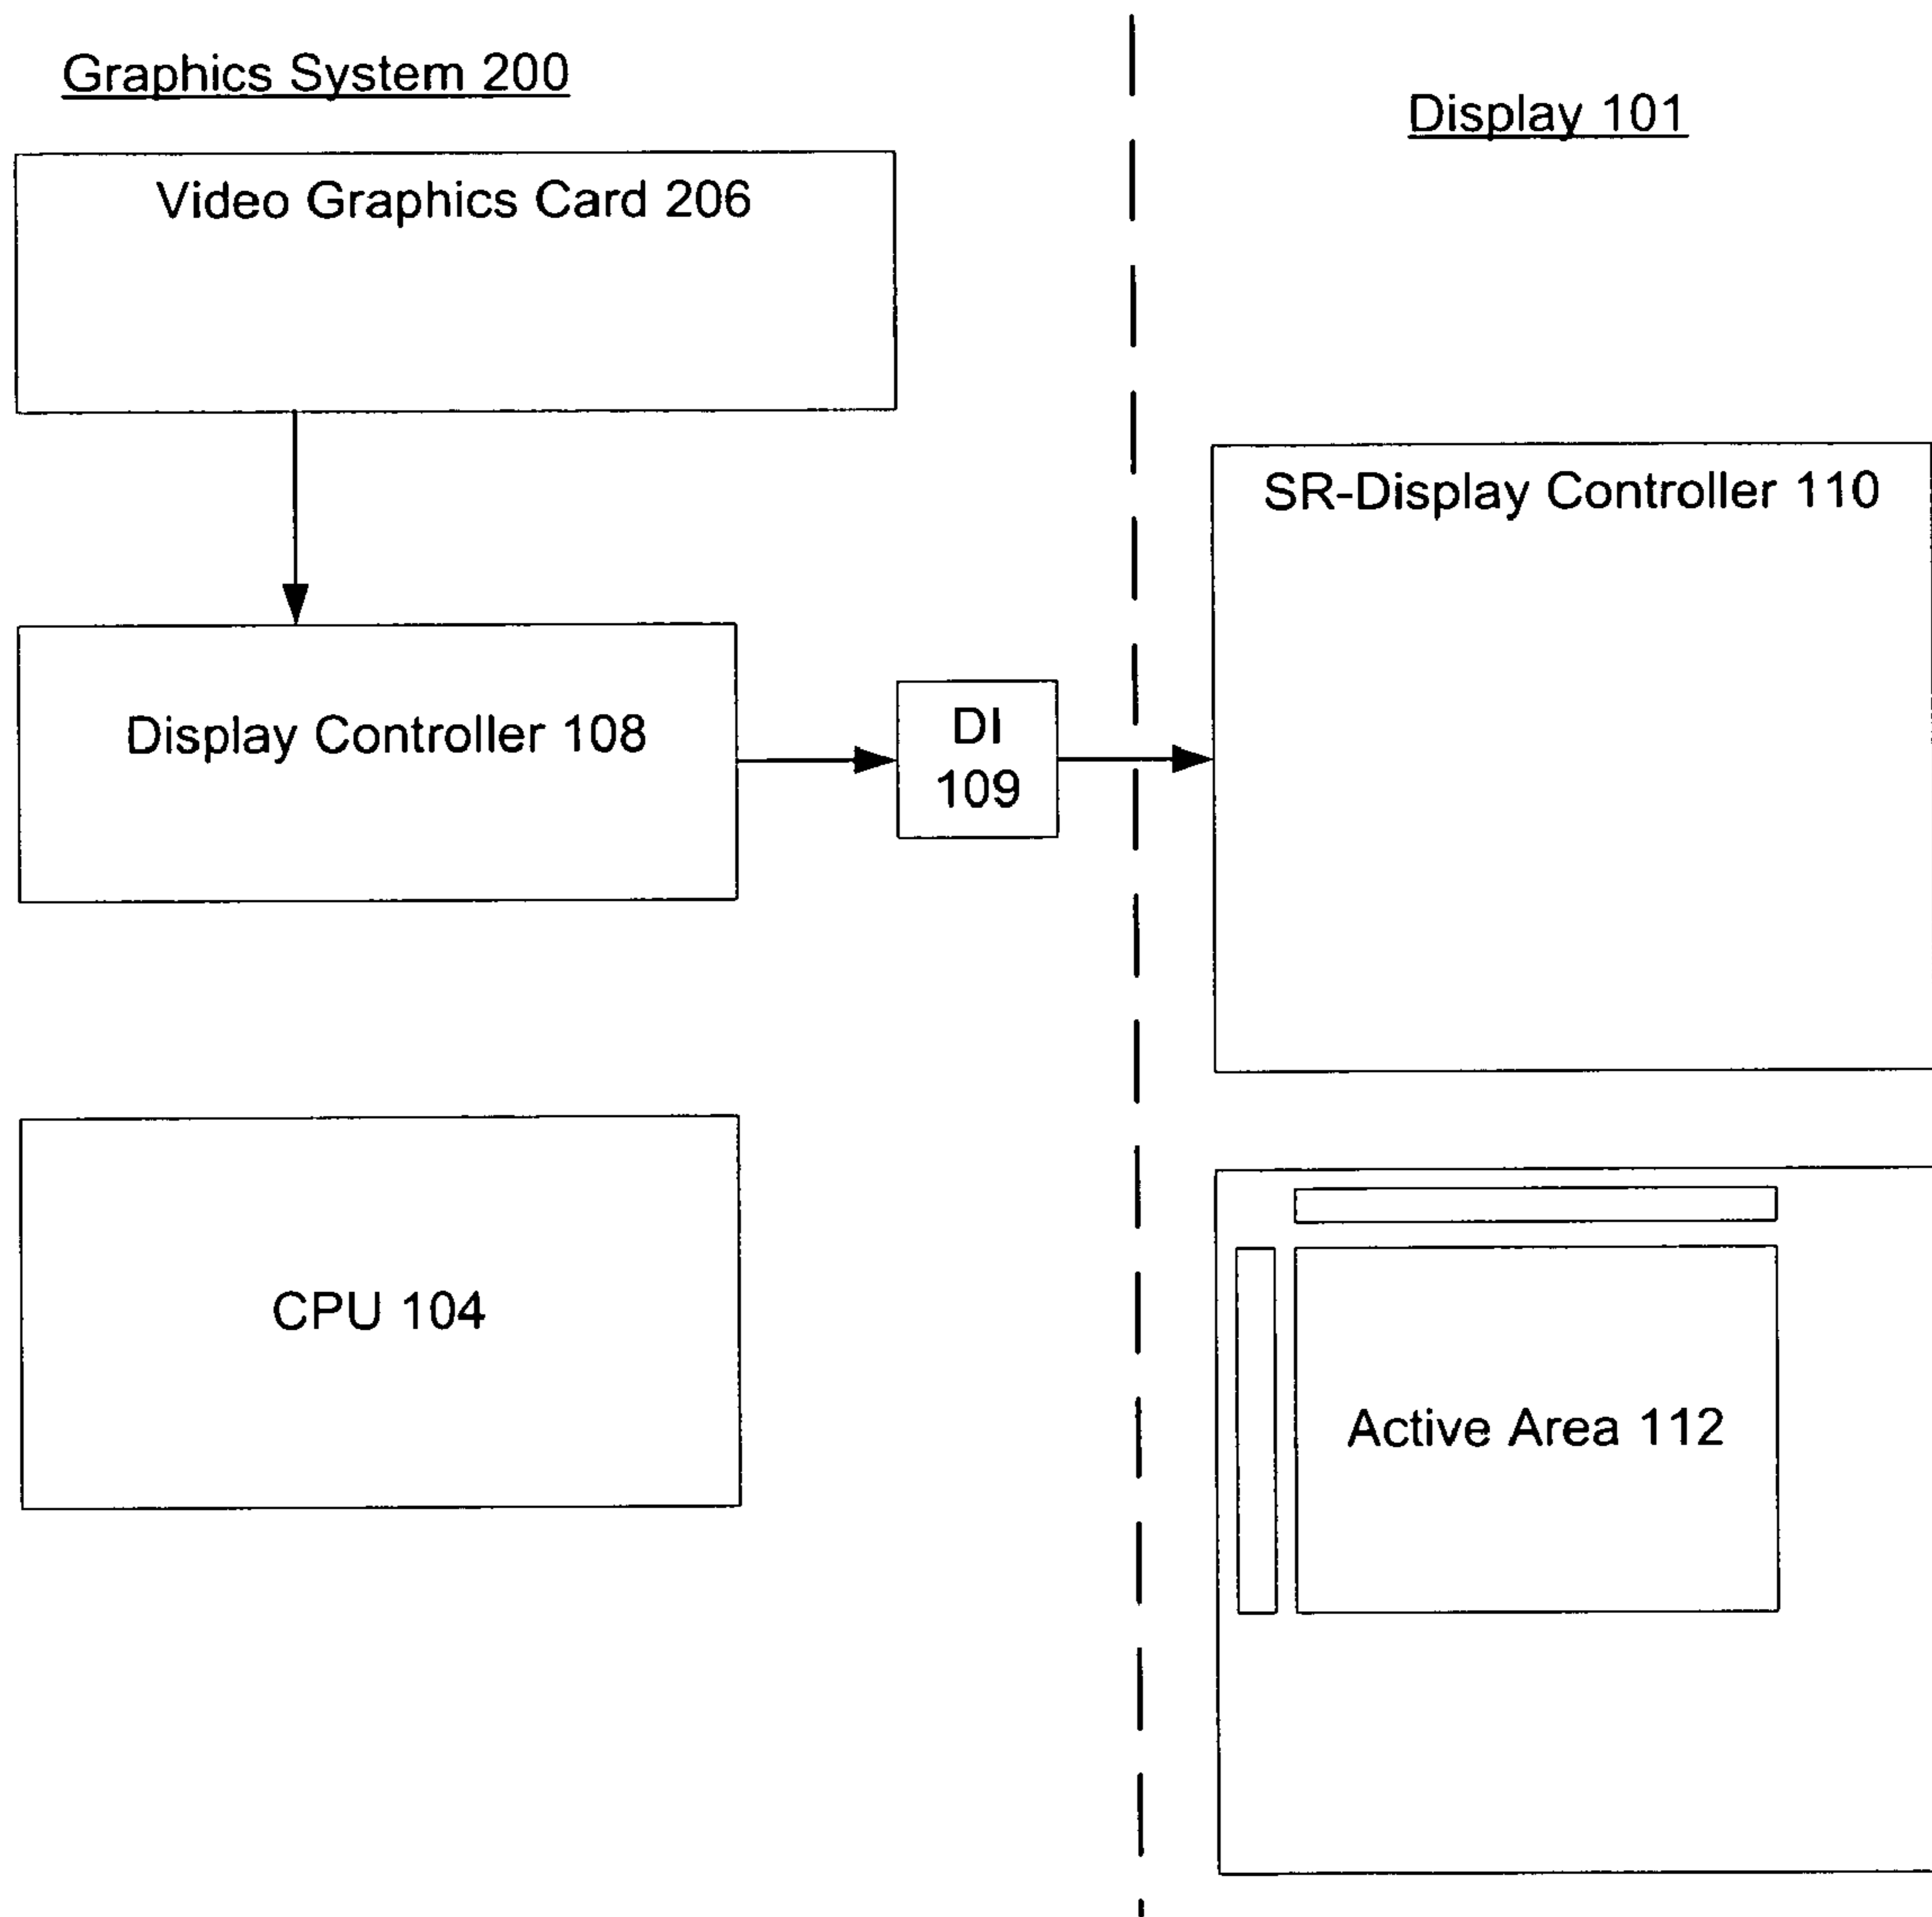 Graphics System 200
Display 101
Video Graphics Card 206
SR-Display Controller 110
Display Controller 108
DI
109
CPU 104
Active Area 112